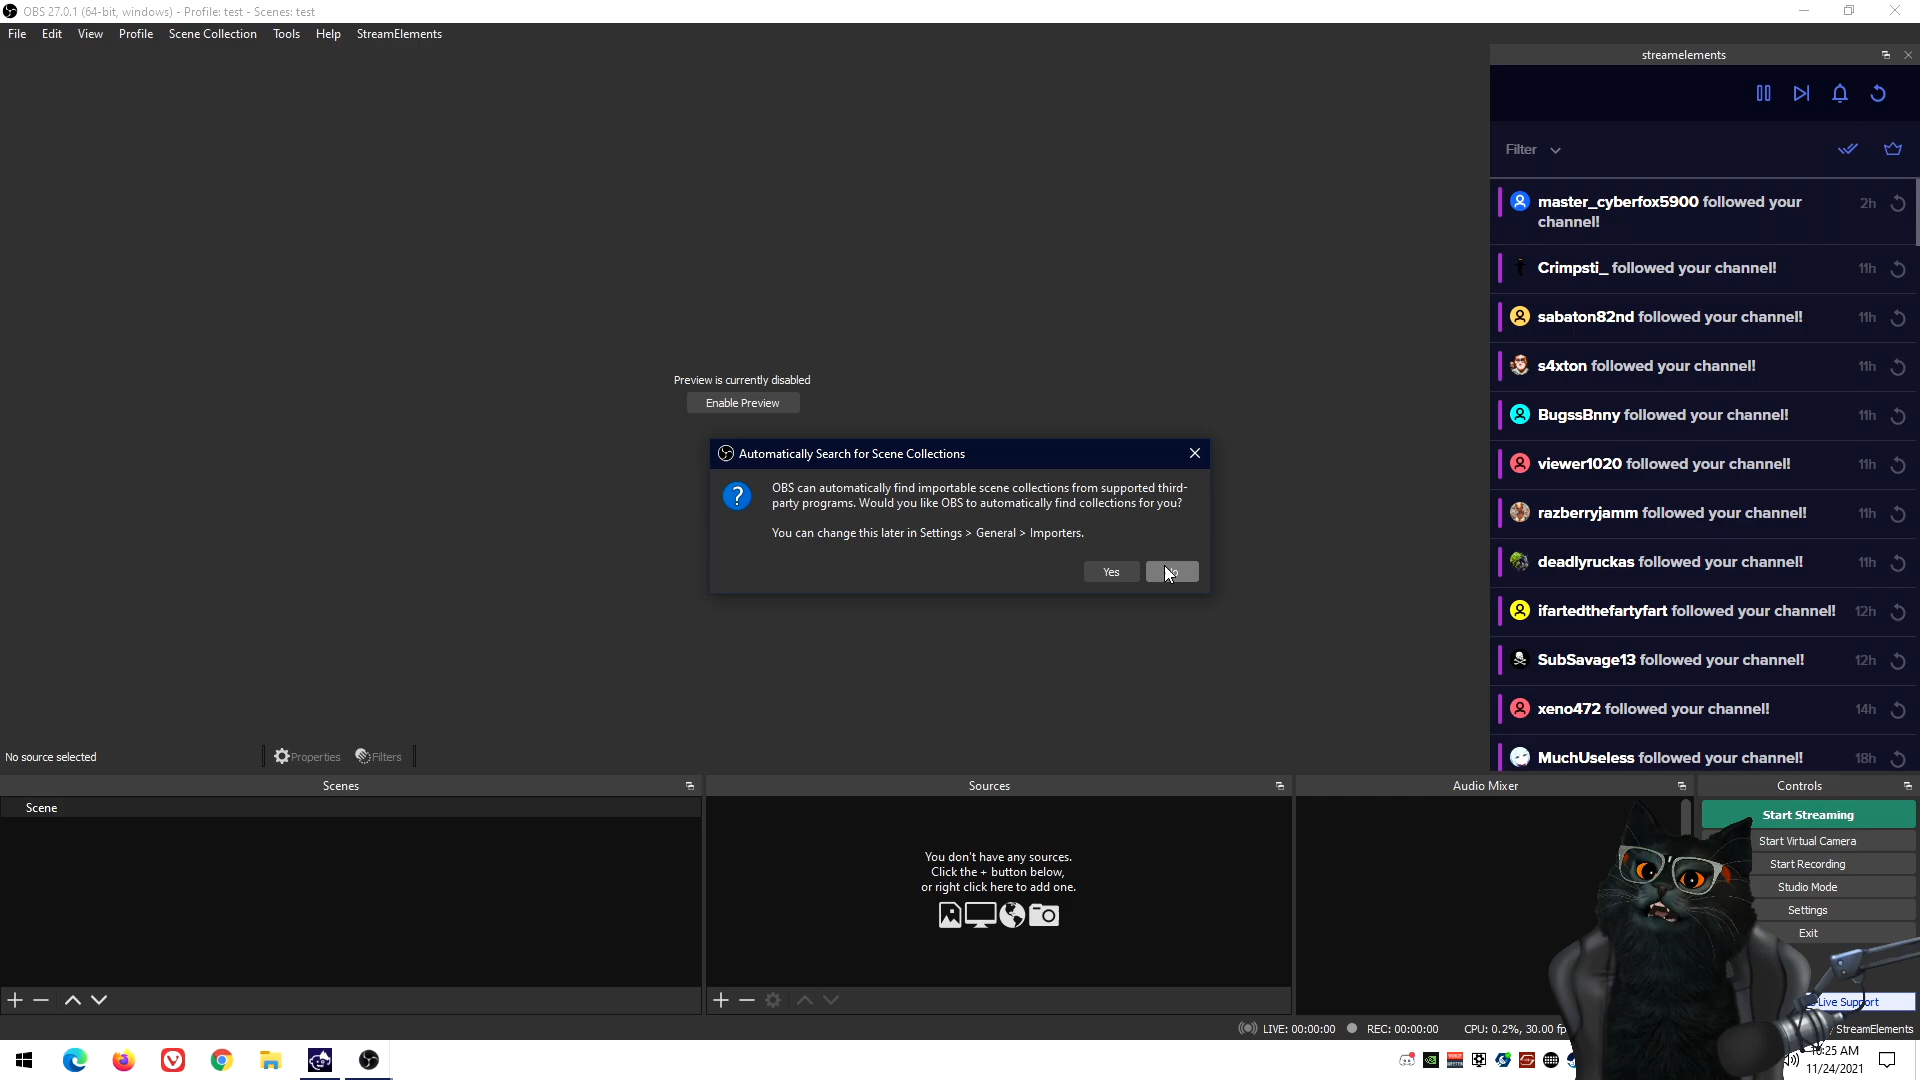 OBS 27.0.1 (64-bit, windows) - Profile: test - Scenes: test
File Edit View Profile Scene Collection Tools Help StreamElements
streamelements
Filter
master_cyberfox5900 followed your channel! 2h
Crimpsti_ followed your channel! 11h
sabaton82nd followed your channel! 11h
s4xton followed your channel! 11h
BugssBnny followed your channel! 11h
viewer1020 followed your channel! 11h
razberryjamm followed your channel! 11h
deadlyruckas followed your channel! 11h
ifartedthefartyfart followed your channel! 12h
SubSavage13 followed your channel! 12h
xeno472 followed your channel! 14h
MuchUseless followed your channel! 18h
Preview is currently disabled
Enable Preview
Automatically Search for Scene Collections
OBS can automatically find importable scene collections from supported third-
party programs. Would you like OBS to automatically find collections for you?
You can change this later in Settings > General > Importers.
Yes
No source selected
Properties Filters
Scenes
Scene
Sources
You don't have any sources.
Click the + button below,
or right click here to add one.
Audio Mixer
Controls
Start Streaming
Start Virtual Camera
Start Recording
Studio Mode
Settings
Exit
Live Support
LIVE: 00:00:00 REC: 00:00:00 CPU: 0.2%, 30.00
StreamElements
:25 AM
11/24/2021